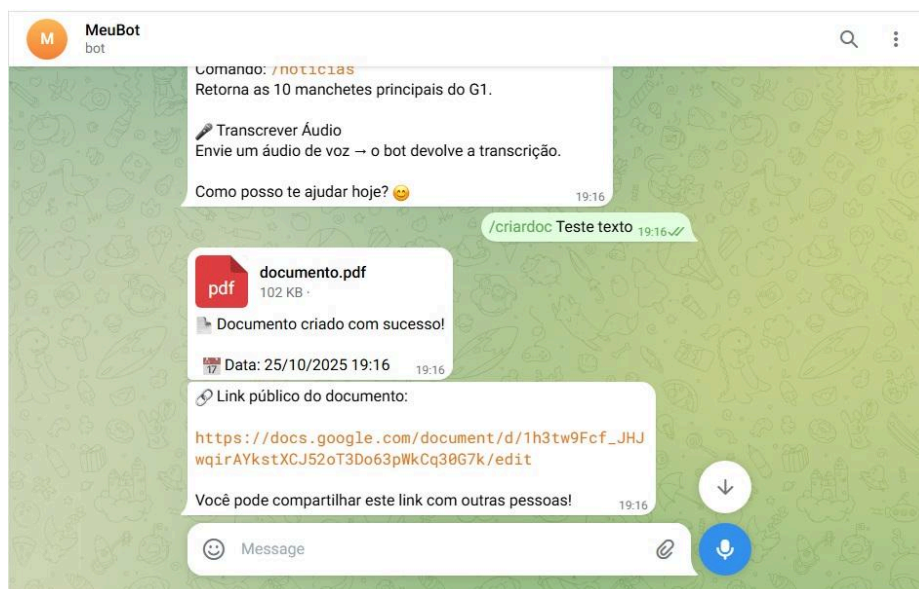 M
MeuBot
bot
Comando: /noticias
Retorna as 10 manchetes principais do G1.
🎤 Transcrever Áudio
Envie um áudio de voz → o bot devolve a transcrição.
Como posso te ajudar hoje? 😊
19:16
/criardoc Teste texto 19:16
pdf
documento.pdf
102 KB ·
📄 Documento criado com sucesso!
📅 Data: 25/10/2025 19:16
19:16
🔗 Link público do documento:
https://docs.google.com/document/d/1h3tw9Fcf_JHJ
wqirAYkstXCJ52oT3Do63pWkCq30G7k/edit
Você pode compartilhar este link com outras pessoas!
19:16
Message